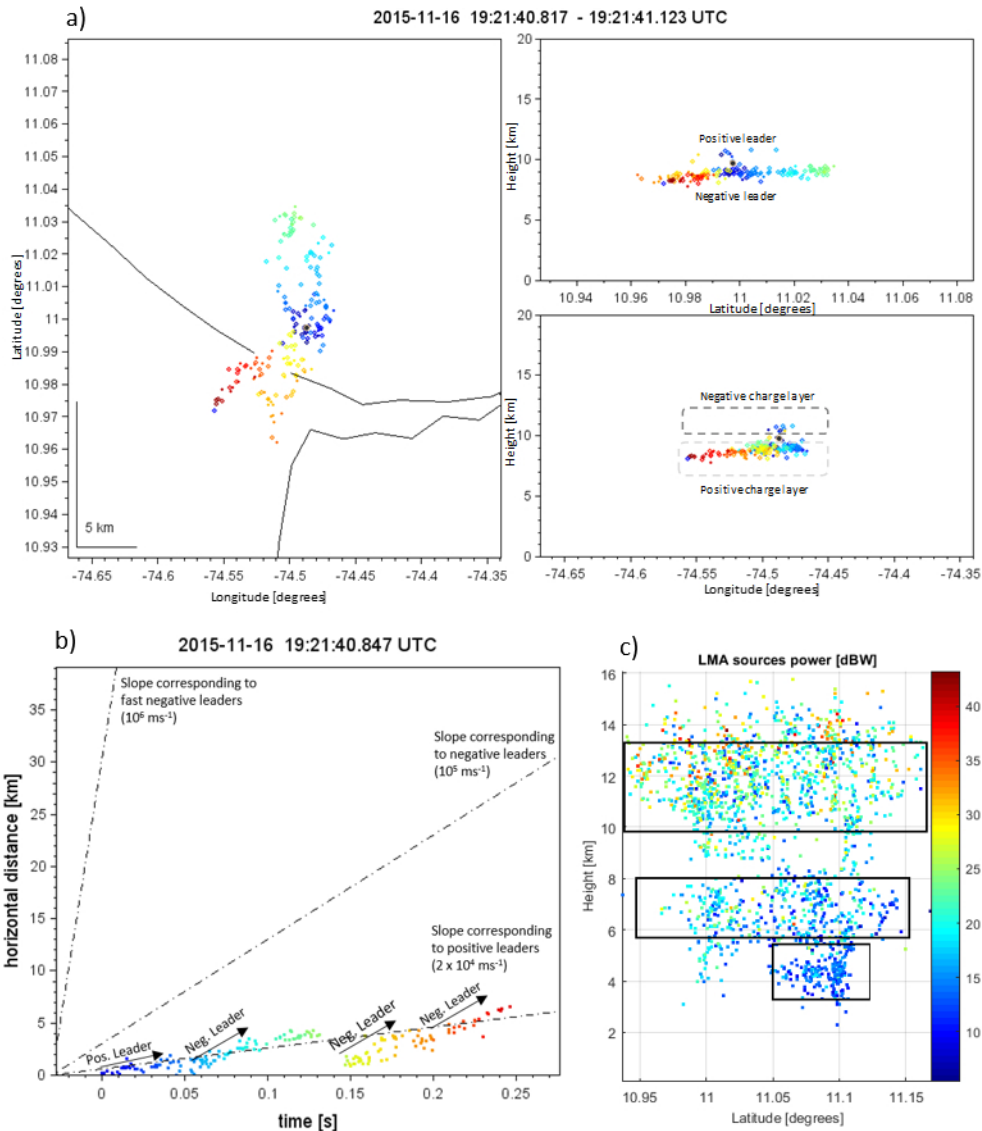 a)
2015-11-16 19:21:40.817 - 19:21:41.123 UTC
11.08
11.07
11.06
11.05
11.04
11.03
11.02
11.01
11
10.99
10.98
10.97
10.96
10.95
10.94
10.93
Latitude [degrees]
5 km
-74.65
-74.6
-74.55
-74.5
-74.45
-74.4
-74.35
Longitude [degrees]
20
15
10
5
0
Height [km]
Positive leader
Negative leader
10.94
10.96
10.98
11
11.02
11.04
11.06
11.08
Latitude [degrees]
20
15
10
5
0
Height [km]
Negative charge layer
Positive charge layer
-74.65
-74.6
-74.55
-74.5
-74.45
-74.4
-74.35
Longitude [degrees]
b)
2015-11-16 19:21:40.847 UTC
35
30
25
20
15
10
5
0
horizontal distance [km]
Slope corresponding to
fast negative leaders
(10⁶ ms⁻¹)
Slope corresponding
to negative leaders
(10⁵ ms⁻¹)
Slope corresponding
to positive leaders
(2 x 10⁴ ms⁻¹)
Pos. Leader
Neg. Leader
Neg. Leader
Neg. Leader
0
0.05
0.1
0.15
0.2
0.25
time [s]
c)
LMA sources power [dBW]
16
14
12
10
8
6
4
2
Height [km]
10.95
11
11.05
11.1
11.15
Latitude [degrees]
40
35
30
25
20
15
10